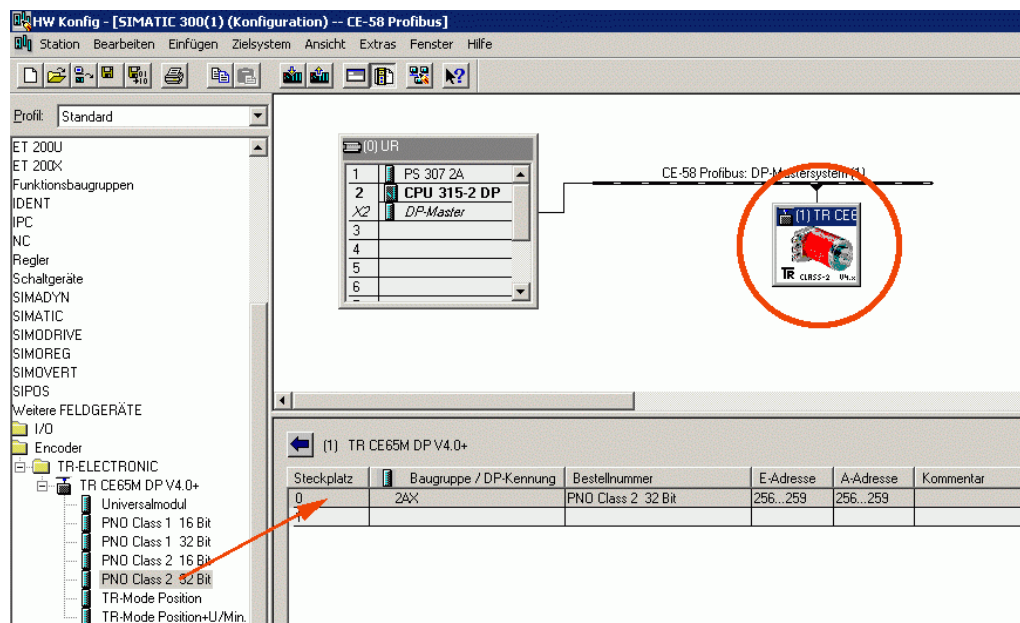 HW Konfig - [SIMATIC 300(1) (Konfiguration) -- CE-58 Profibus]
Station Bearbeiten Einfügen Zielsystem Ansicht Extras Fenster Hilfe
Profil: Standard
ET 200U
ET 200X
Funktionsbaugruppen
IDENT
IPC
NC
Regler
Schaltgeräte
SIMADYN
SIMATIC
SIMODRIVE
SIMOREG
SIMOVERT
SIPOS
Weitere FELDGERÄTE
I/O
Encoder
TR-ELECTRONIC
TR CE65M DP V4.0+
Universalmodul
PNO Class 1 16 Bit
PNO Class 1 32 Bit
PNO Class 2 16 Bit
PNO Class 2 32 Bit
TR-Mode Position
TR-Mode Position+U/Min.
(0) UR
1 PS 307 2A
2 CPU 315-2 DP
X2 DP-Master
3
4
5
6
CE-58 Profibus: DP-Mastersystem (1)
(1) TR CE6
TR CLASS-2 V4.x
(1) TR CE65M DP V4.0+
Steckplatz Baugruppe / DP-Kennung Bestellnummer E-Adresse A-Adresse Kommentar
0 2AX PNO Class 2 32 Bit 256...259 256...259
1